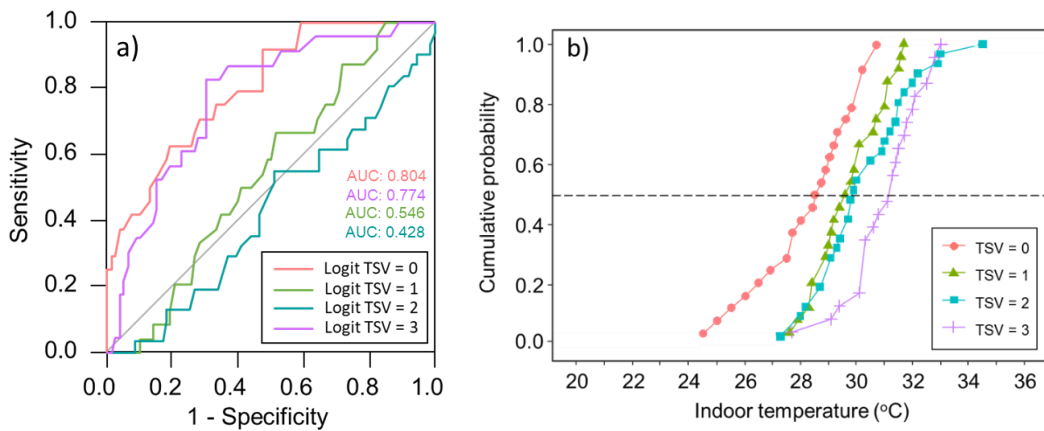 a)
1.0
0.8
0.6
0.4
0.2
0.0
Sensitivity
AUC: 0.804
AUC: 0.774
AUC: 0.546
AUC: 0.428
Logit TSV = 0
Logit TSV = 1
Logit TSV = 2
Logit TSV = 3
0.0 0.2 0.4 0.6 0.8 1.0
1 - Specificity
b)
1.0
0.8
0.6
0.4
0.2
0.0
Cumulative probability
TSV = 0
TSV = 1
TSV = 2
TSV = 3
20 22 24 26 28 30 32 34 36
Indoor temperature (°C)